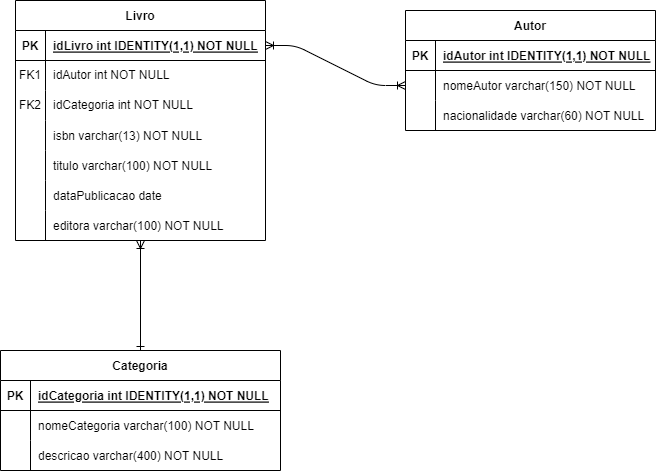 Livro
PK idLivro int IDENTITY(1,1) NOT NULL
FK1 idAutor int NOT NULL
FK2 idCategoria int NOT NULL
isbn varchar(13) NOT NULL
titulo varchar(100) NOT NULL
dataPublicacao date
editora varchar(100) NOT NULL
Autor
PK idAutor int IDENTITY(1,1) NOT NULL
nomeAutor varchar(150) NOT NULL
nacionalidade varchar(60) NOT NULL
Categoria
PK idCategoria int IDENTITY(1,1) NOT NULL
nomeCategoria varchar(100) NOT NULL
descricao varchar(400) NOT NULL